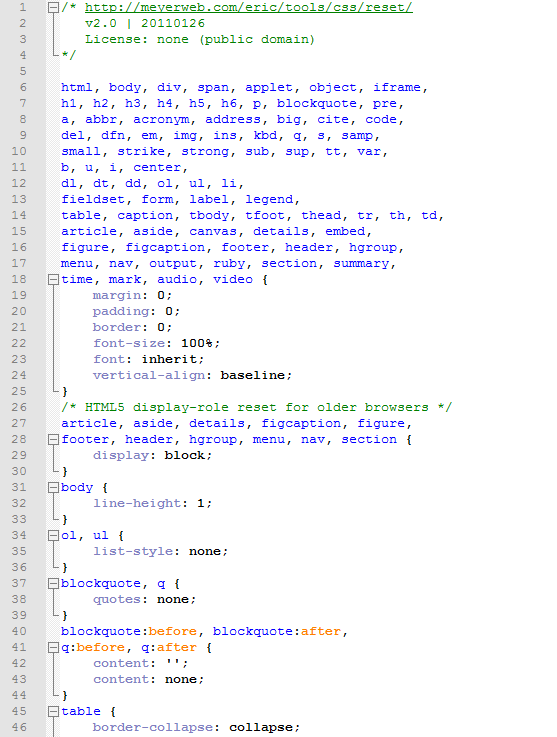 1 /* http://meyerweb.com/eric/tools/css/reset/
2 v2.0 | 20110126
3 License: none (public domain)
4 */
5
6 html, body, div, span, applet, object, iframe,
7 h1, h2, h3, h4, h5, h6, p, blockquote, pre,
8 a, abbr, acronym, address, big, cite, code,
9 del, dfn, em, img, ins, kbd, q, s, samp,
10 small, strike, strong, sub, sup, tt, var,
11 b, u, i, center,
12 dl, dt, dd, ol, ul, li,
13 fieldset, form, label, legend,
14 table, caption, tbody, tfoot, thead, tr, th, td,
15 article, aside, canvas, details, embed,
16 figure, figcaption, footer, header, hgroup,
17 menu, nav, output, ruby, section, summary,
18 time, mark, audio, video {
19 margin: 0;
20 padding: 0;
21 border: 0;
22 font-size: 100%;
23 font: inherit;
24 vertical-align: baseline;
25 }
26 /* HTML5 display-role reset for older browsers */
27 article, aside, details, figcaption, figure,
28 footer, header, hgroup, menu, nav, section {
29 display: block;
30 }
31 body {
32 line-height: 1;
33 }
34 ol, ul {
35 list-style: none;
36 }
37 blockquote, q {
38 quotes: none;
39 }
40 blockquote:before, blockquote:after,
41 q:before, q:after {
42 content: '';
43 content: none;
44 }
45 table {
46 border-collapse: collapse;